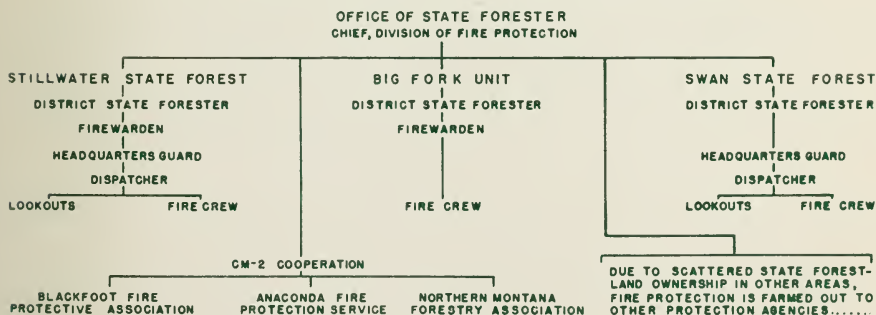 OFFICE OF STATE FORESTER
CHIEF, DIVISION OF FIRE PROTECTION
STILLWATER STATE FOREST
DISTRICT STATE FORESTER
FIREWARDEN
HEADQUARTERS GUARD
DISPATCHER
LOOKOUTS FIRE CREW
BIG FORK UNIT
DISTRICT STATE FORESTER
FIREWARDEN
FIRE CREW
SWAN STATE FOREST
DISTRICT STATE FORESTER
HEADQUARTERS GUARD
DISPATCHER
LOOKOUTS FIRE CREW
CM-2 COOPERATION
BLACKFOOT FIRE
PROTECTIVE ASSOCIATION
ANACONDA FIRE
PROTECTION SERVICE
NORTHERN MONTANA
FORESTRY ASSOCIATION
DUE TO SCATTERED STATE FOREST-
LAND OWNERSHIP IN OTHER AREAS,
FIRE PROTECTION IS FARMED OUT TO
OTHER PROTECTION AGENCIES......